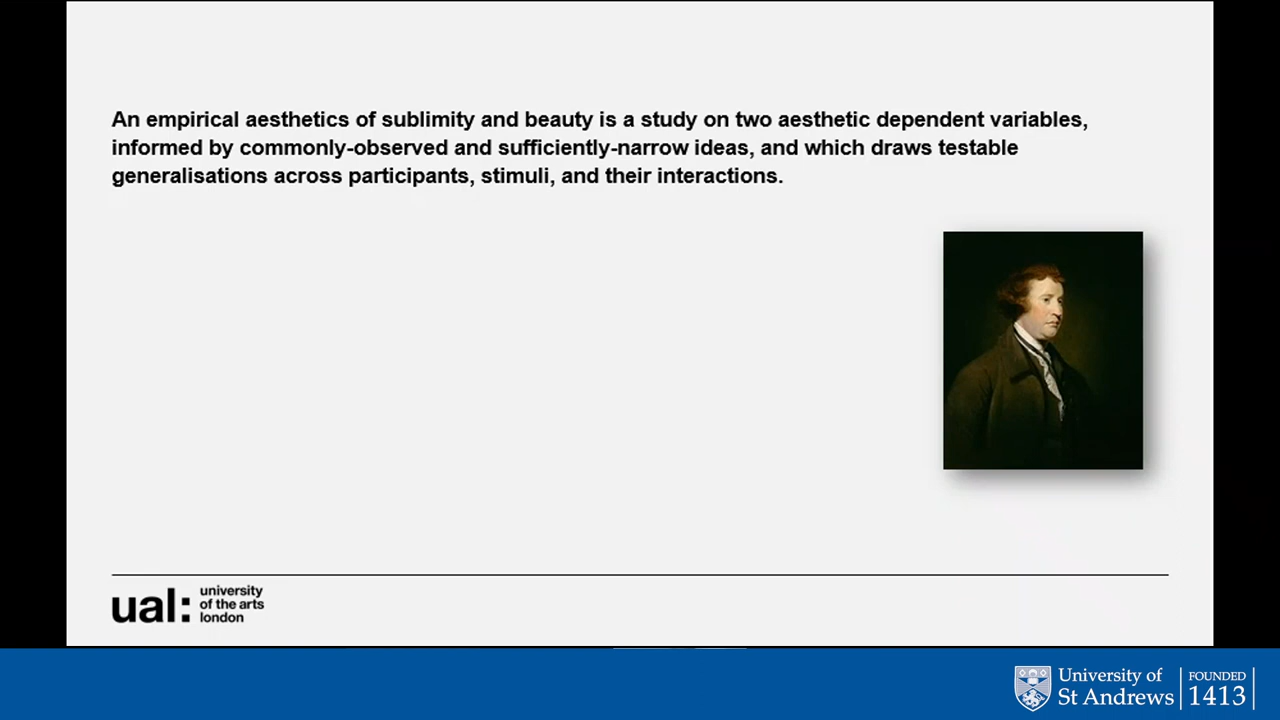 An empirical aesthetics of sublimity and beauty is a study on two aesthetic dependent variables,
informed by commonly-observed and sufficiently-narrow ideas, and which draws testable
generalisations across participants, stimuli, and their interactions.
ual: university
of the arts
london
University of
St Andrews
FOUNDED
1413